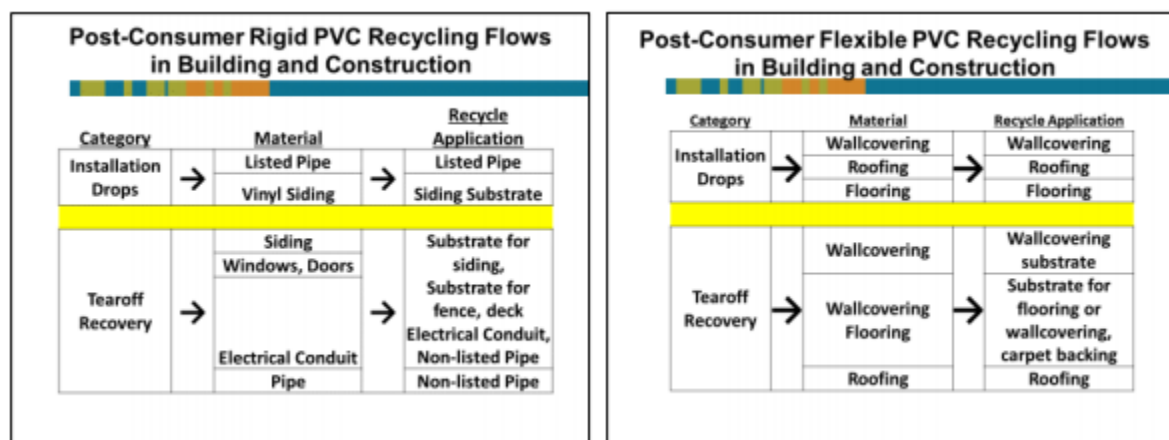 Post-Consumer Rigid PVC Recycling Flows
in Building and Construction
Category
Material
Recycle
Application
Installation
Drops
Listed Pipe
Listed Pipe
Vinyl Siding
Siding Substrate
Tearoff
Recovery
Siding
Windows, Doors
Electrical Conduit
Pipe
Substrate for
siding,
Substrate for
fence, deck
Electrical Conduit,
Non-listed Pipe
Non-listed Pipe
Post-Consumer Flexible PVC Recycling Flows
in Building and Construction
Category
Material
Recycle Application
Installation
Drops
Wallcovering
Wallcovering
Roofing
Roofing
Flooring
Flooring
Tearoff
Recovery
Wallcovering
Wallcovering
substrate
Wallcovering
Flooring
Substrate for
flooring or
wallcovering,
carpet backing
Roofing
Roofing